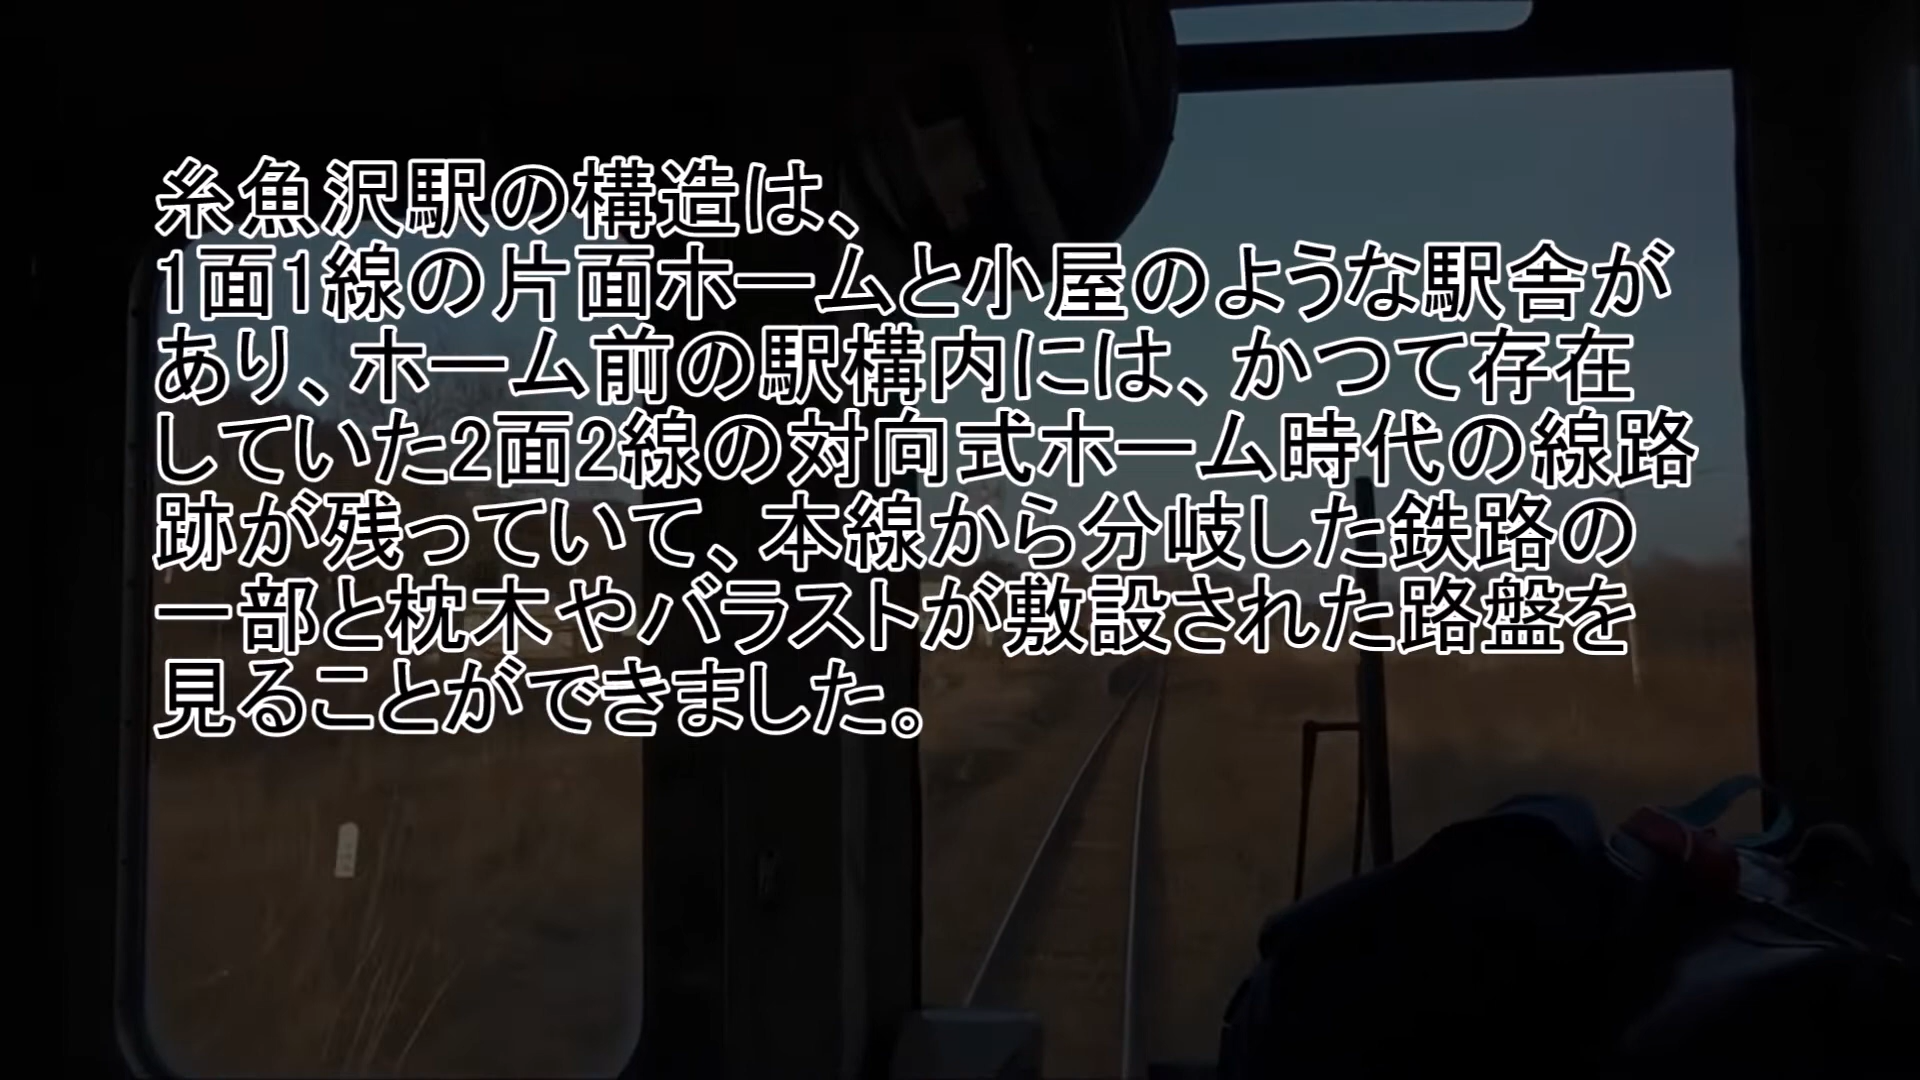 糸魚沢駅の構造は、
1面1線の片面ホームと小屋のような駅舎が
あり、ホーム前の駅構内には、かつて存在
していた2面2線の対向式ホーム時代の線路
跡が残っていて、本線から分岐した鉄路の
一部と枕木やバラストが敷設された路盤を
見ることができました。